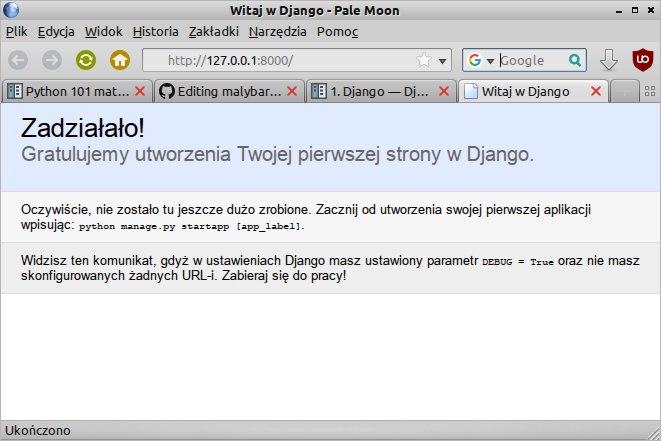 Witaj w Django - Pale Moon
Plik Edycja Widok Historia Zakładki Narzędzia Pomoc
http://127.0.0.1:8000/ Google
Python 101 mat... Editing malybar... 1. Django — Dj... Witaj w Django
Zadziałało!
Gratulujemy utworzenia Twojej pierwszej strony w Django.
Oczywiście, nie zostało tu jeszcze dużo zrobione. Zacznij od utworzenia swojej pierwszej aplikacji
wpisując: python manage.py startapp [app_label].
Widzisz ten komunikat, gdyż w ustawieniach Django masz ustawiony parametr DEBUG = True oraz nie masz
skonfigurowanych żadnych URL-i. Zabieraj się do pracy!
Ukończono